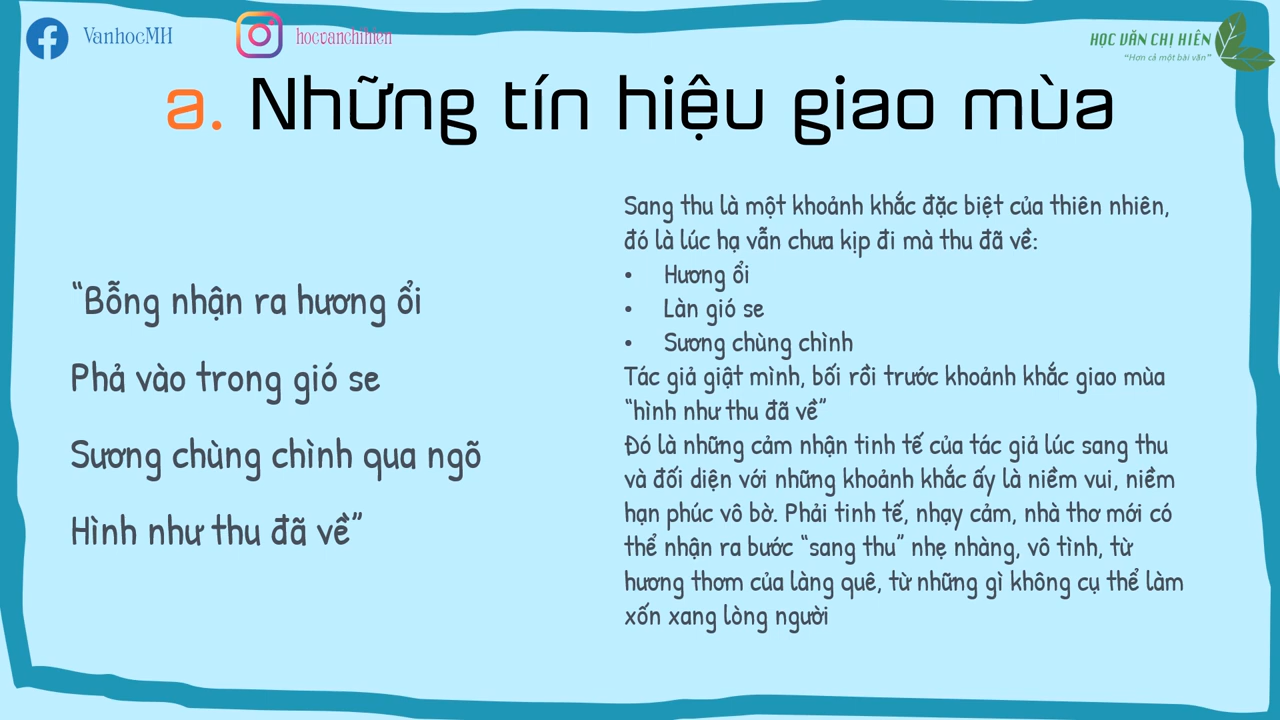 VanhocMH
hocvanchihien
HỌC VĂN CHỊ HIÊN
“Hơn cả một bài văn”
a. Những tín hiệu giao mùa
“Bỗng nhận ra hương ổi
Phả vào trong gió se
Sương chùng chình qua ngõ
Hình như thu đã về”
Sang thu là một khoảnh khắc đặc biệt của thiên nhiên,
đó là lúc hạ vẫn chưa kịp đi mà thu đã về:
• Hương ổi
• Làn gió se
• Sương chùng chình
Tác giả giật mình, bối rồi trước khoảnh khắc giao mùa
“hình như thu đã về”
Đó là những cảm nhận tinh tế của tác giả lúc sang thu
và đối diện với những khoảnh khắc ấy là niềm vui, niềm
hạn phúc vô bờ. Phải tinh tế, nhạy cảm, nhà thơ mới có
thể nhận ra bước “sang thu” nhẹ nhàng, vô tình, từ
hương thơm của làng quê, từ những gì không cụ thể làm
xốn xang lòng người